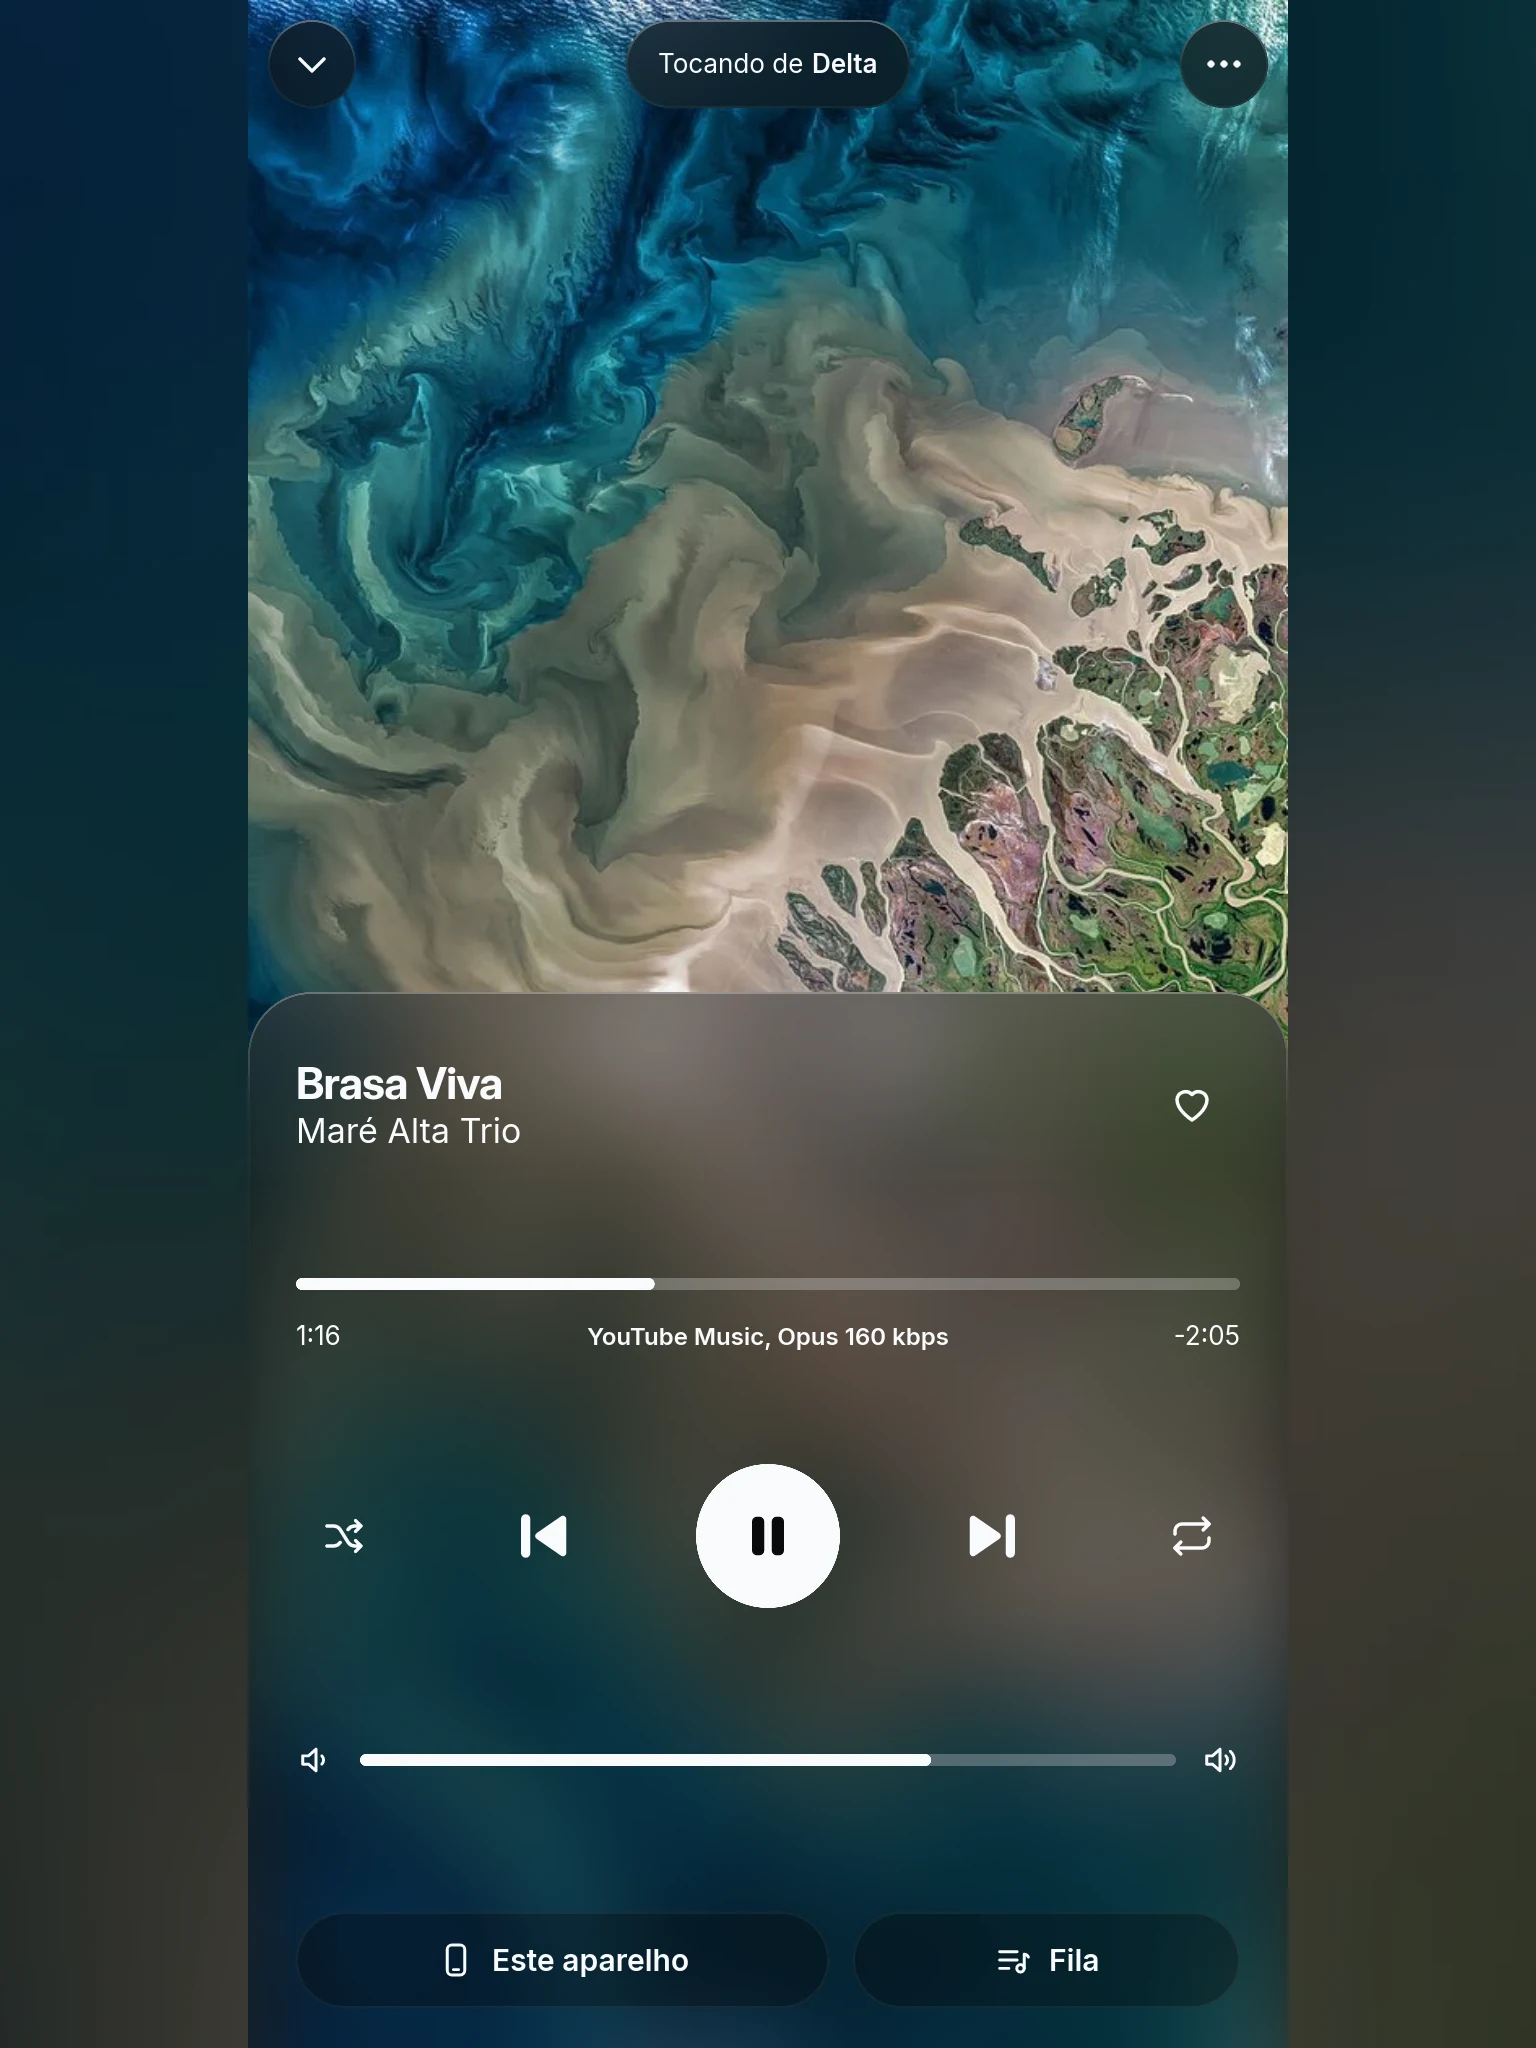 Tocando de Delta
Brasa Viva
Maré Alta Trio
1:16
YouTube Music, Opus 160 kbps
-2:05
Este aparelho
Fila